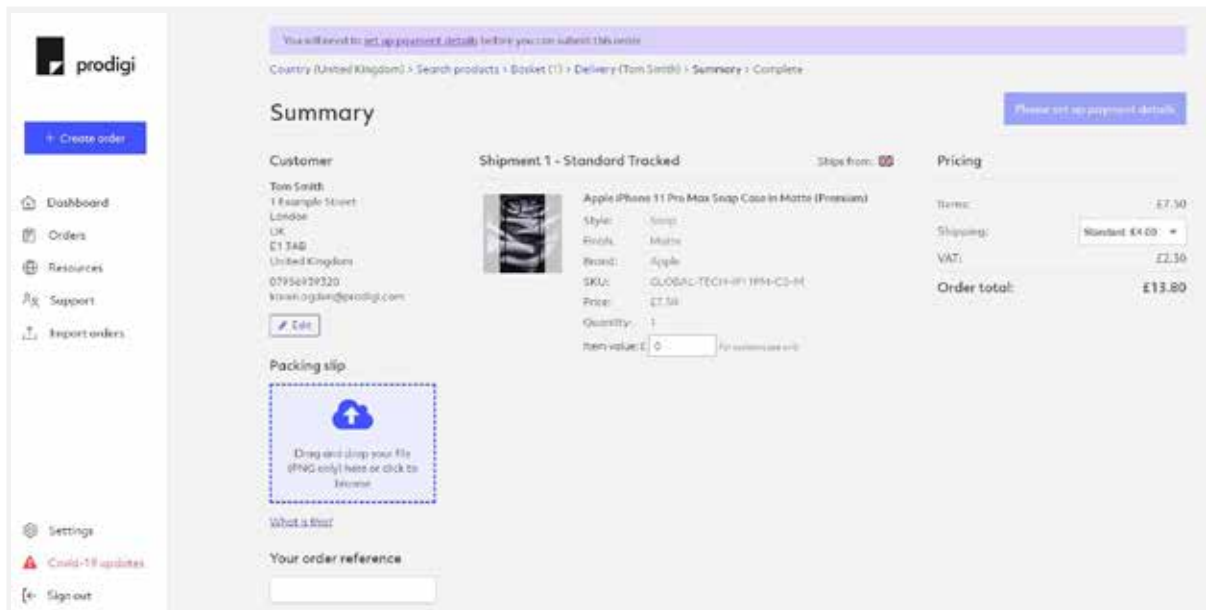 prodigi
+ Create order
Dashboard
Orders
Resources
Support
Import orders
Settings
Covid-19 updates
Sign out
You will need to set up payment details before you can submit this order
Country (United Kingdom) > Search products > Basket (1) > Delivery (Tom Smith) > Summary > Complete
Summary
Please set up payment details
Customer
Tom Smith
1 Example Street
London
UK
E1 3AB
United Kingdom
@prodigi.com
Edit
Packing slip
Drag and drop your file
(PNG only) here or click to
browse
What is this?
Your order reference
Shipment 1 - Standard Tracked
Ships from:
Apple iPhone 11 Pro Max Snap Case in Matte (Premium)
Style: Snap
Finish: Matte
Brand: Apple
SKU:
Price: £7.50
Quantity: 1
Item value: £ 0 For customs use only
Pricing
Items: £7.50
Shipping: Standard £4.00
VAT:
Order total: £13.80